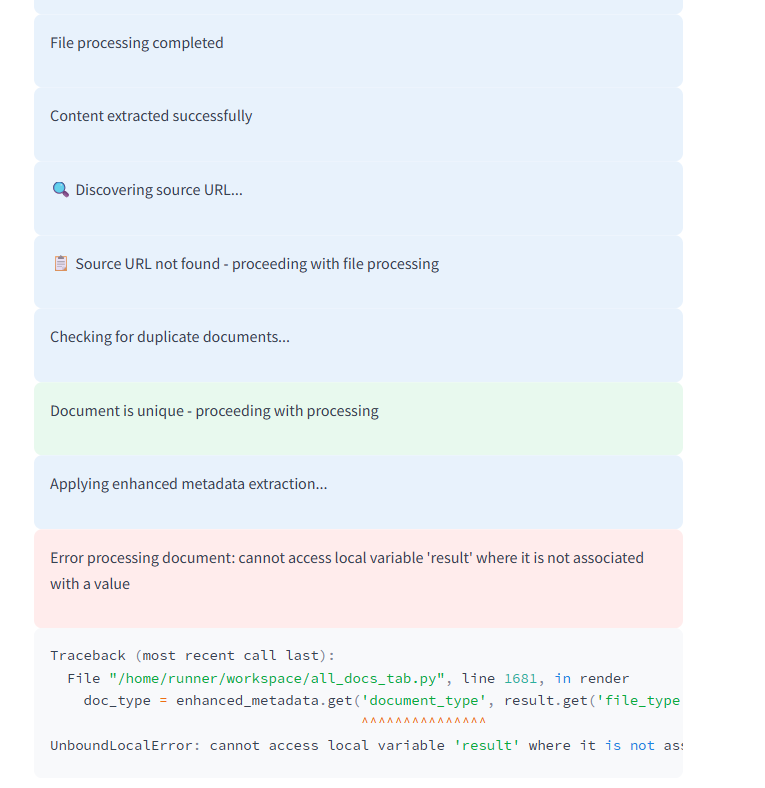 File processing completed
Content extracted successfully
🔍 Discovering source URL...
📋 Source URL not found - proceeding with file processing
Checking for duplicate documents...
Document is unique - proceeding with processing
Applying enhanced metadata extraction...
Error processing document: cannot access local variable 'result' where it is not associated
with a value
Traceback (most recent call last):
  File "/home/runner/workspace/all_docs_tab.py", line 1681, in render
    doc_type = enhanced_metadata.get('document_type', result.get('file_type
                                     ^^^^^^^^^^^^^^^
UnboundLocalError: cannot access local variable 'result' where it is not